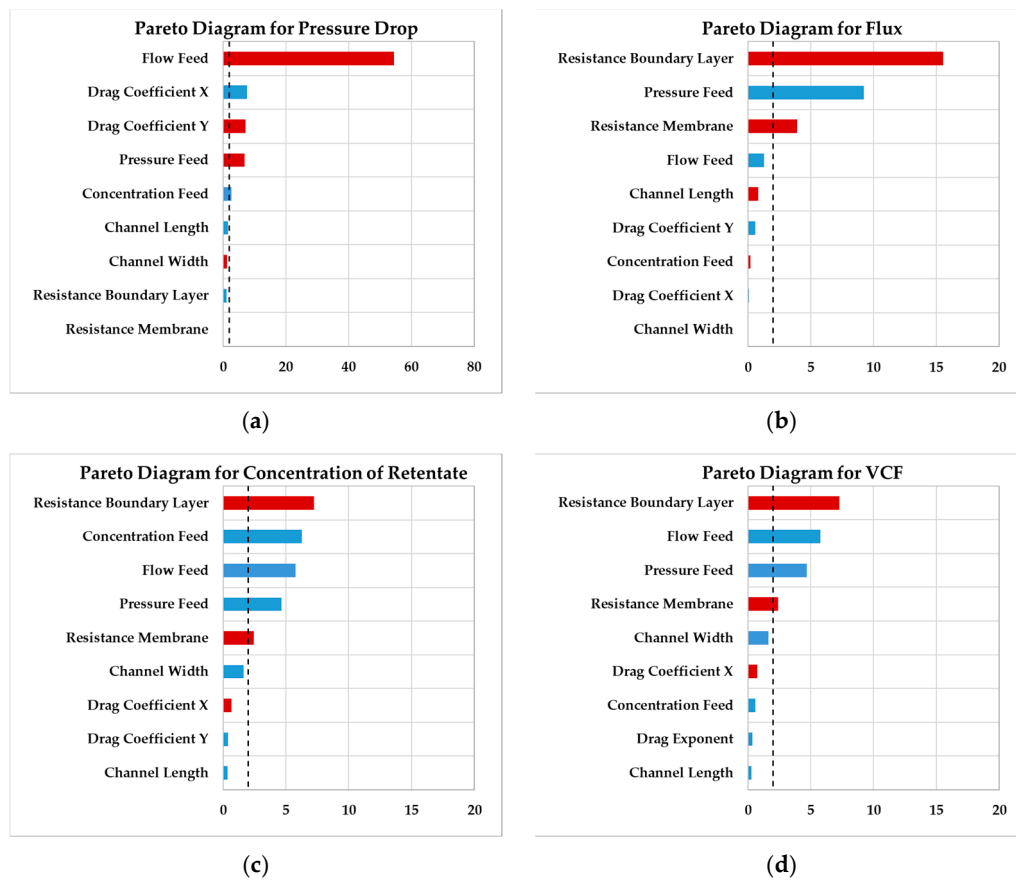 Pareto Diagram for Pressure Drop
Flow Feed
Drag Coefficient X
Drag Coefficient Y
Pressure Feed
Concentration Feed
Channel Length
Channel Width
Resistance Boundary Layer
Resistance Membrane
0 20 40 60 80
(a)
Pareto Diagram for Flux
Resistance Boundary Layer
Pressure Feed
Resistance Membrane
Flow Feed
Channel Length
Drag Coefficient Y
Concentration Feed
Drag Coefficient X
Channel Width
0 5 10 15 20
(b)
Pareto Diagram for Concentration of Retentate
Resistance Boundary Layer
Concentration Feed
Flow Feed
Pressure Feed
Resistance Membrane
Channel Width
Drag Coefficient X
Drag Coefficient Y
Channel Length
0 5 10 15 20
(c)
Pareto Diagram for VCF
Resistance Boundary Layer
Flow Feed
Pressure Feed
Resistance Membrane
Channel Width
Drag Coefficient X
Concentration Feed
Drag Exponent
Channel Length
0 5 10 15 20
(d)